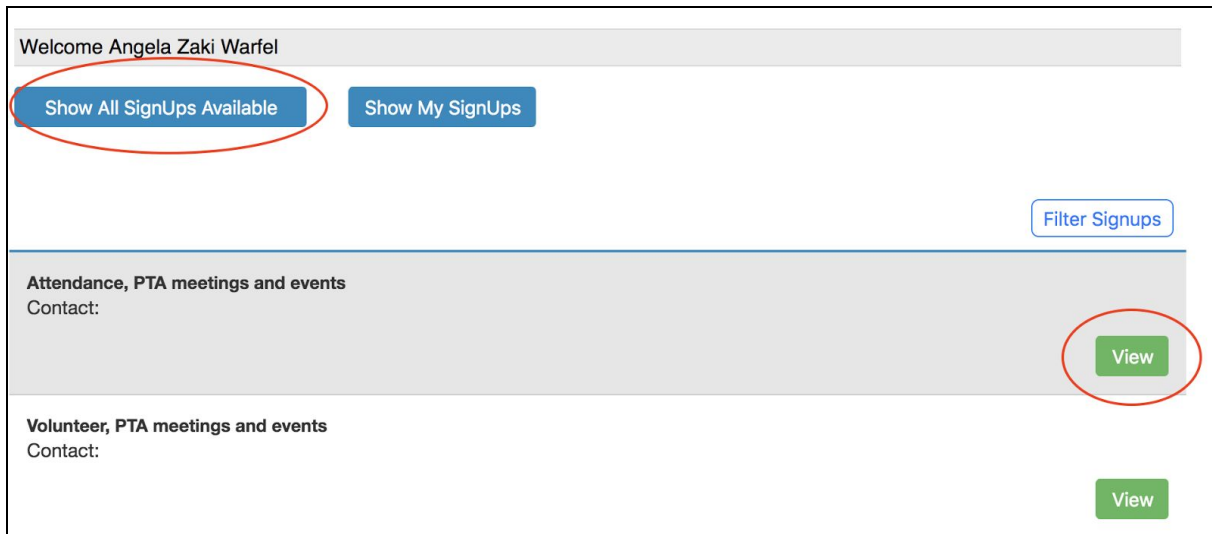 Welcome Angela Zaki Warfel
Show All SignUps Available
Show My SignUps
Filter Signups
Attendance, PTA meetings and events
Contact:
View
Volunteer, PTA meetings and events
Contact:
View